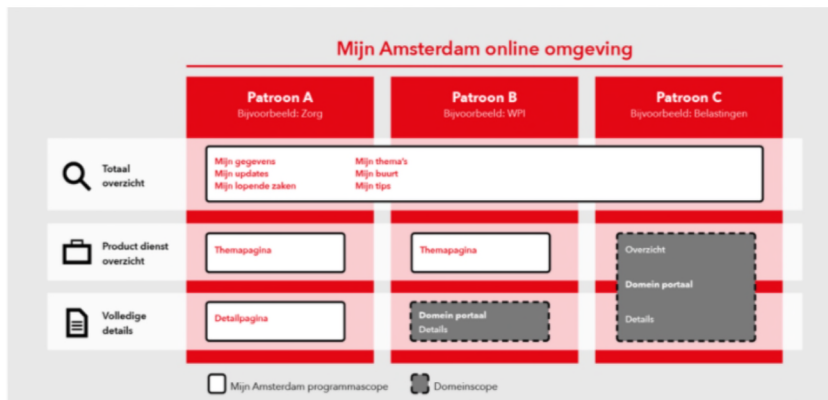 Mijn Amsterdam online omgeving
Patroon A
Bijvoorbeeld: Zorg
Patroon B
Bijvoorbeeld: WPI
Patroon C
Bijvoorbeeld: Belastingen
Totaal
overzicht
Mijn gegevens
Mijn updates
Mijn lopende zaken
Mijn thema's
Mijn buurt
Mijn tips
Product dienst
overzicht
Themapagina
Themapagina
Overzicht
Domein portaal
Details
Volledige
details
Detailpagina
Domein portaal
Details
Mijn Amsterdam programmascope
Domeinscope